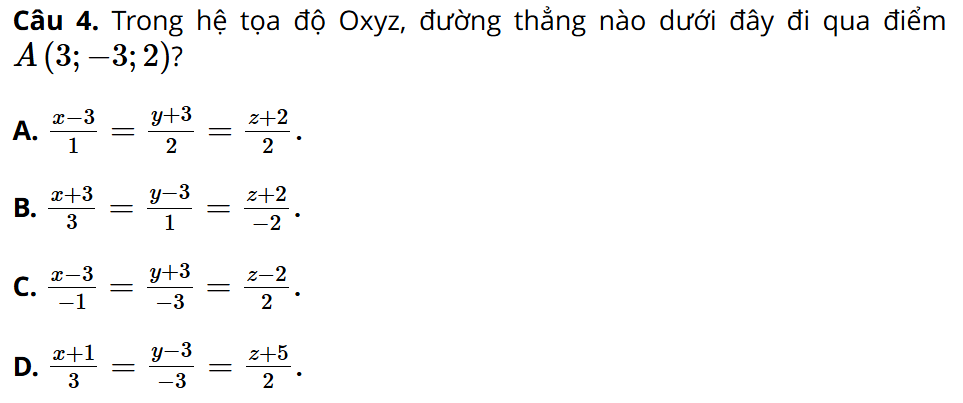 Câu 4. Trong hệ tọa độ Oxyz, đường thẳng nào dưới đây đi qua điểm
A (3; −3; 2)?
A. \frac{x-3}{1} = \frac{y+3}{2} = \frac{z+2}{2}.
B. \frac{x+3}{3} = \frac{y-3}{1} = \frac{z+2}{-2}.
C. \frac{x-3}{-1} = \frac{y+3}{-3} = \frac{z-2}{2}.
D. \frac{x+1}{3} = \frac{y-3}{-3} = \frac{z+5}{2}.